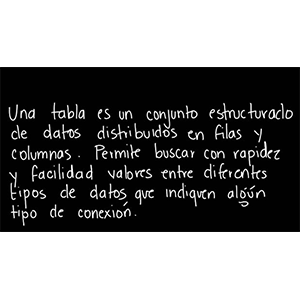 Una tabla es un conjunto estructurado
de datos distribuidos en filas y
columnas. Permite buscar con rapidez
y facilidad valores entre diferentes
tipos de datos que indiquen algún
tipo de conexión.